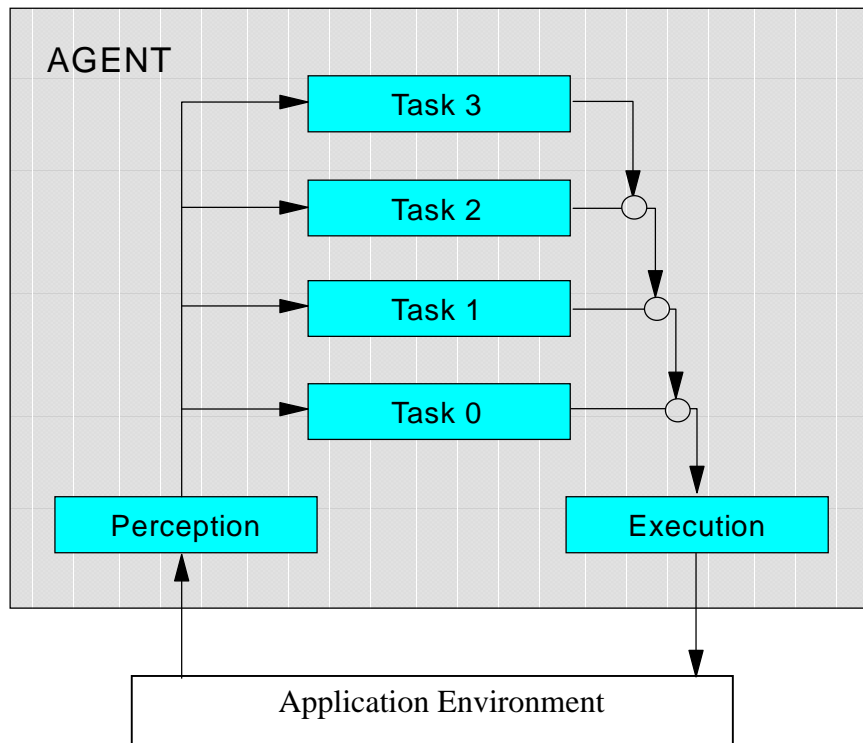 AGENT
Task 3
Task 2
Task 1
Task 0
Perception
Execution
Application Environment